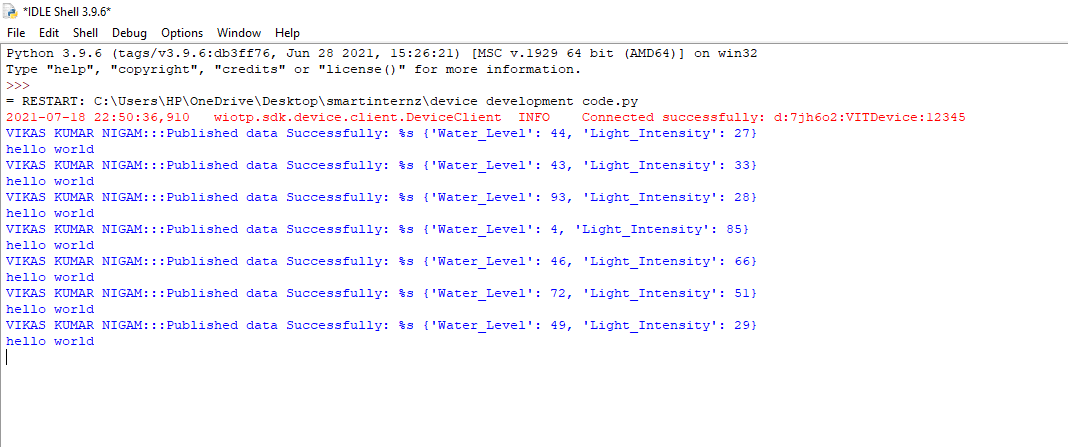 *IDLE Shell 3.9.6*
File Edit Shell Debug Options Window Help
Python 3.9.6 (tags/v3.9.6:db3ff76, Jun 28 2021, 15:26:21) [MSC v.1929 64 bit (AMD64)] on win32
Type "help", "copyright", "credits" or "license()" for more information.
>>>
= RESTART: C:\Users\HP\OneDrive\Desktop\smartinternz\device development code.py
2021-07-18 22:50:36,910   wiotp.sdk.device.client.DeviceClient  INFO    Connected successfully: d:7jh6o2:VITDevice:12345
VIKAS KUMAR NIGAM:::Published data Successfully: %s {'Water_Level': 44, 'Light_Intensity': 27}
hello world
VIKAS KUMAR NIGAM:::Published data Successfully: %s {'Water_Level': 43, 'Light_Intensity': 33}
hello world
VIKAS KUMAR NIGAM:::Published data Successfully: %s {'Water_Level': 93, 'Light_Intensity': 28}
hello world
VIKAS KUMAR NIGAM:::Published data Successfully: %s {'Water_Level': 4, 'Light_Intensity': 85}
hello world
VIKAS KUMAR NIGAM:::Published data Successfully: %s {'Water_Level': 46, 'Light_Intensity': 66}
hello world
VIKAS KUMAR NIGAM:::Published data Successfully: %s {'Water_Level': 72, 'Light_Intensity': 51}
hello world
VIKAS KUMAR NIGAM:::Published data Successfully: %s {'Water_Level': 49, 'Light_Intensity': 29}
hello world